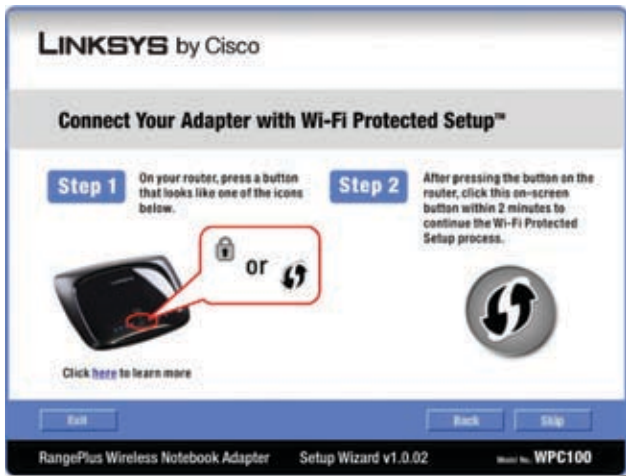 LINKSYS by Cisco
Connect Your Adapter with Wi-Fi Protected Setup™
Step 1
On your router, press a button
that looks like one of the icons
below.
or
Click here to learn more
Step 2
After pressing the button on the
router, click this on-screen
button within 2 minutes to
continue the Wi-Fi Protected
Setup process.
Exit
Back
Skip
RangePlus Wireless Notebook Adapter
Setup Wizard v1.0.02
Model No. WPC100